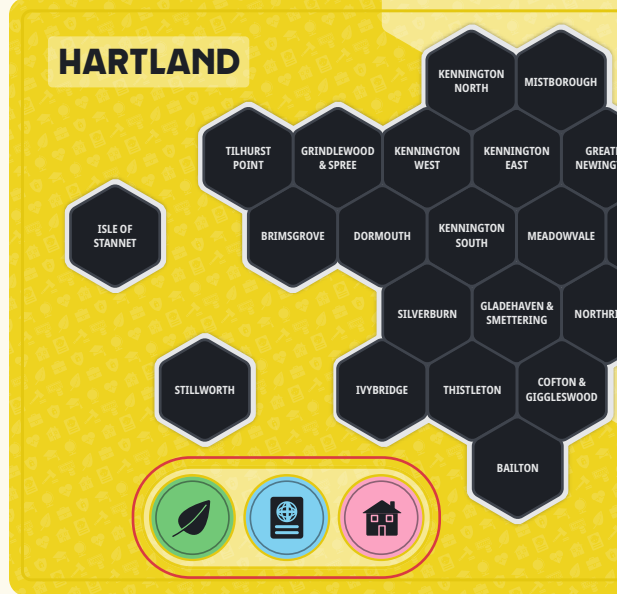 HARTLAND
KENNINGTON
NORTH
MISTBOROUGH
TILHURST
POINT
GRINDLEWOOD
& SPREE
KENNINGTON
WEST
KENNINGTON
EAST
ISLE OF
STANNET
BRIMSGROVE
DORMOUTH
KENNINGTON
SOUTH
MEADOWVALE
SILVERBURN
GLADEHAVEN &
SMETTERING
STILLWORTH
IVYBRIDGE
THISTLETON
COFTON &
GIGGLESWOOD
BAILTON